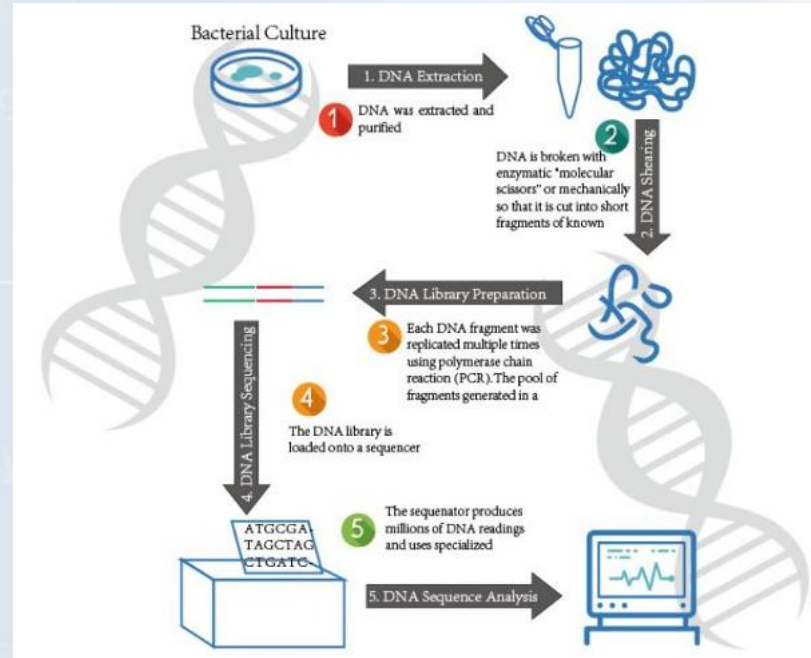 Bacterial Culture
1. DNA Extraction
1
DNA was extracted and
purified
2
DNA is broken with
enzymatic "molecular
scissors" or mechanically
so that it is cut into short
fragments of known
2. DNA Shearing
3. DNA Library Preparation
3
Each DNA fragment was
replicated multiple times
using polymerase chain
reaction (PCR). The pool of
fragments generated in a
4. DNA Library Sequencing
4
The DNA library is
loaded onto a sequencer
ATGCGA-
TAGCTAG
CTGATC-
5
The sequenator produces
millions of DNA readings
and uses specialized
5. DNA Sequence Analysis